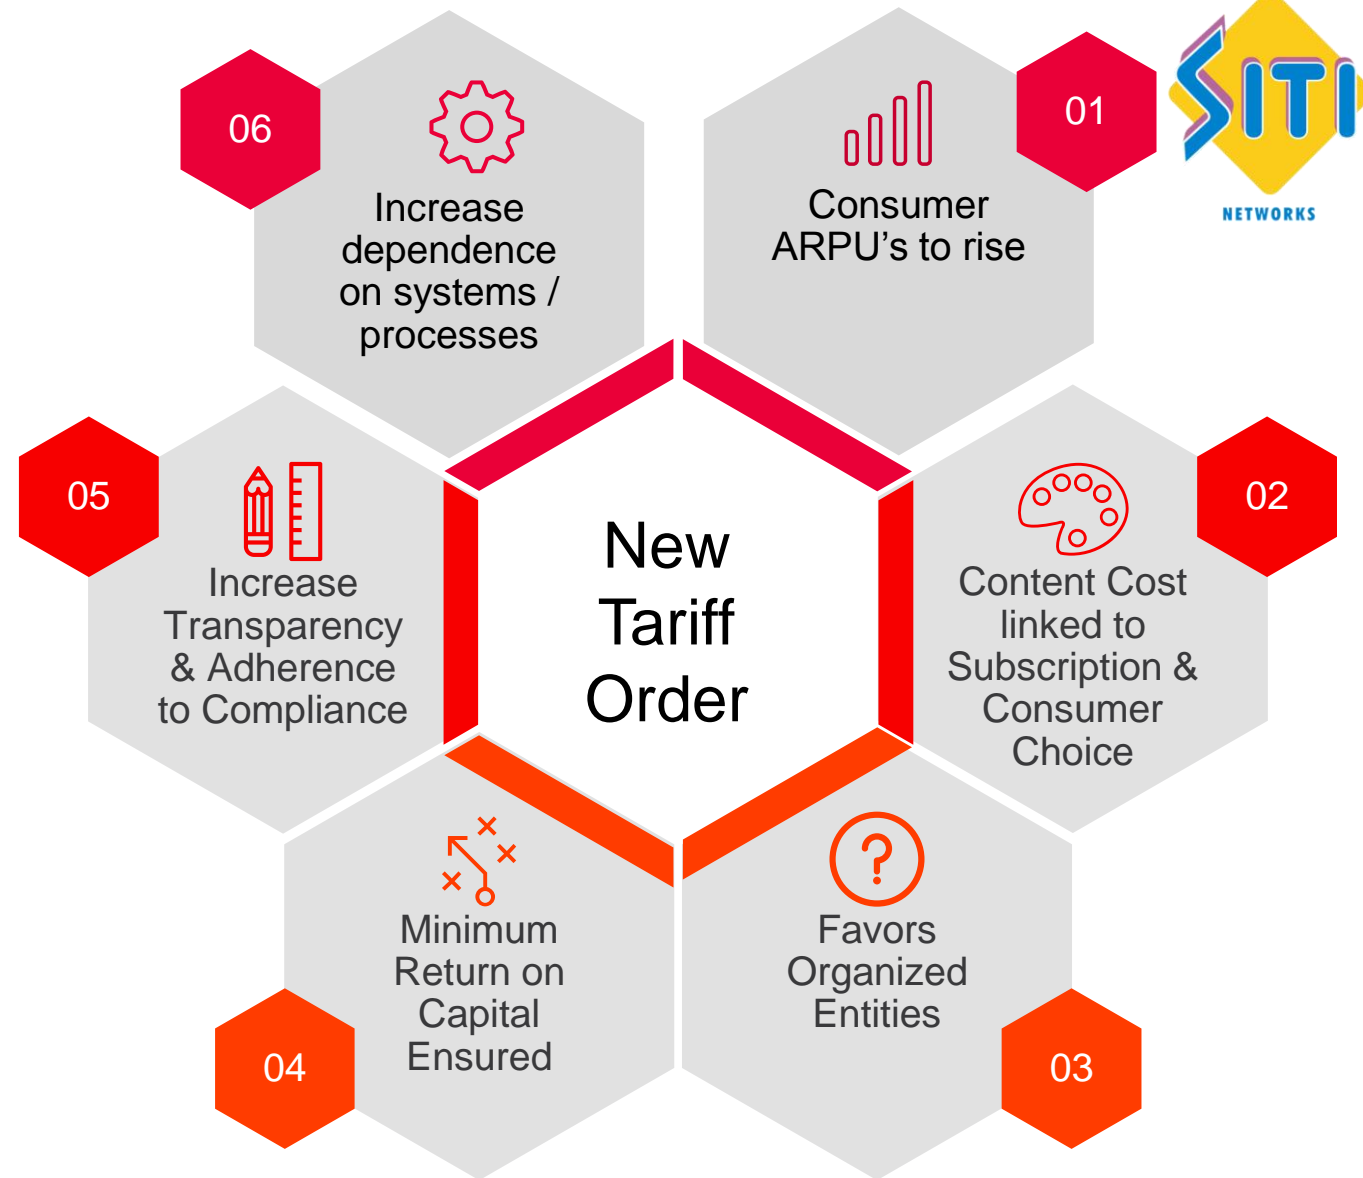 SITI
NETWORKS
01
Consumer
ARPU's to rise
02
Content Cost
linked to
Subscription &
Consumer
Choice
03
Favors
Organized
Entities
04
Minimum
Return on
Capital
Ensured
05
Increase
Transparency
& Adherence
to Compliance
06
Increase
dependence
on systems /
processes
New
Tariff
Order